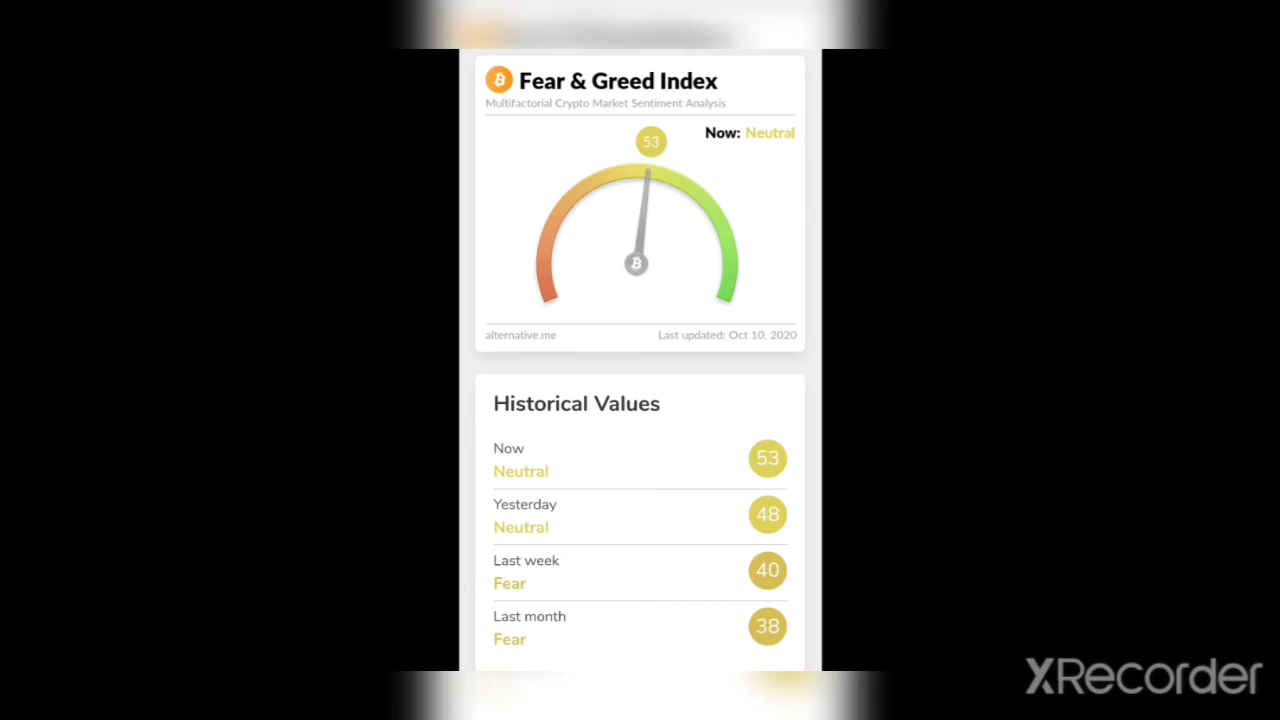 Fear & Greed Index
Multifactorial Crypto Market Sentiment Analysis
Now: Neutral
53
alternative.me
Last updated: Oct 10, 2020
Historical Values
Now
Neutral
53
Yesterday
Neutral
48
Last week
Fear
40
Last month
Fear
38
XRecorder